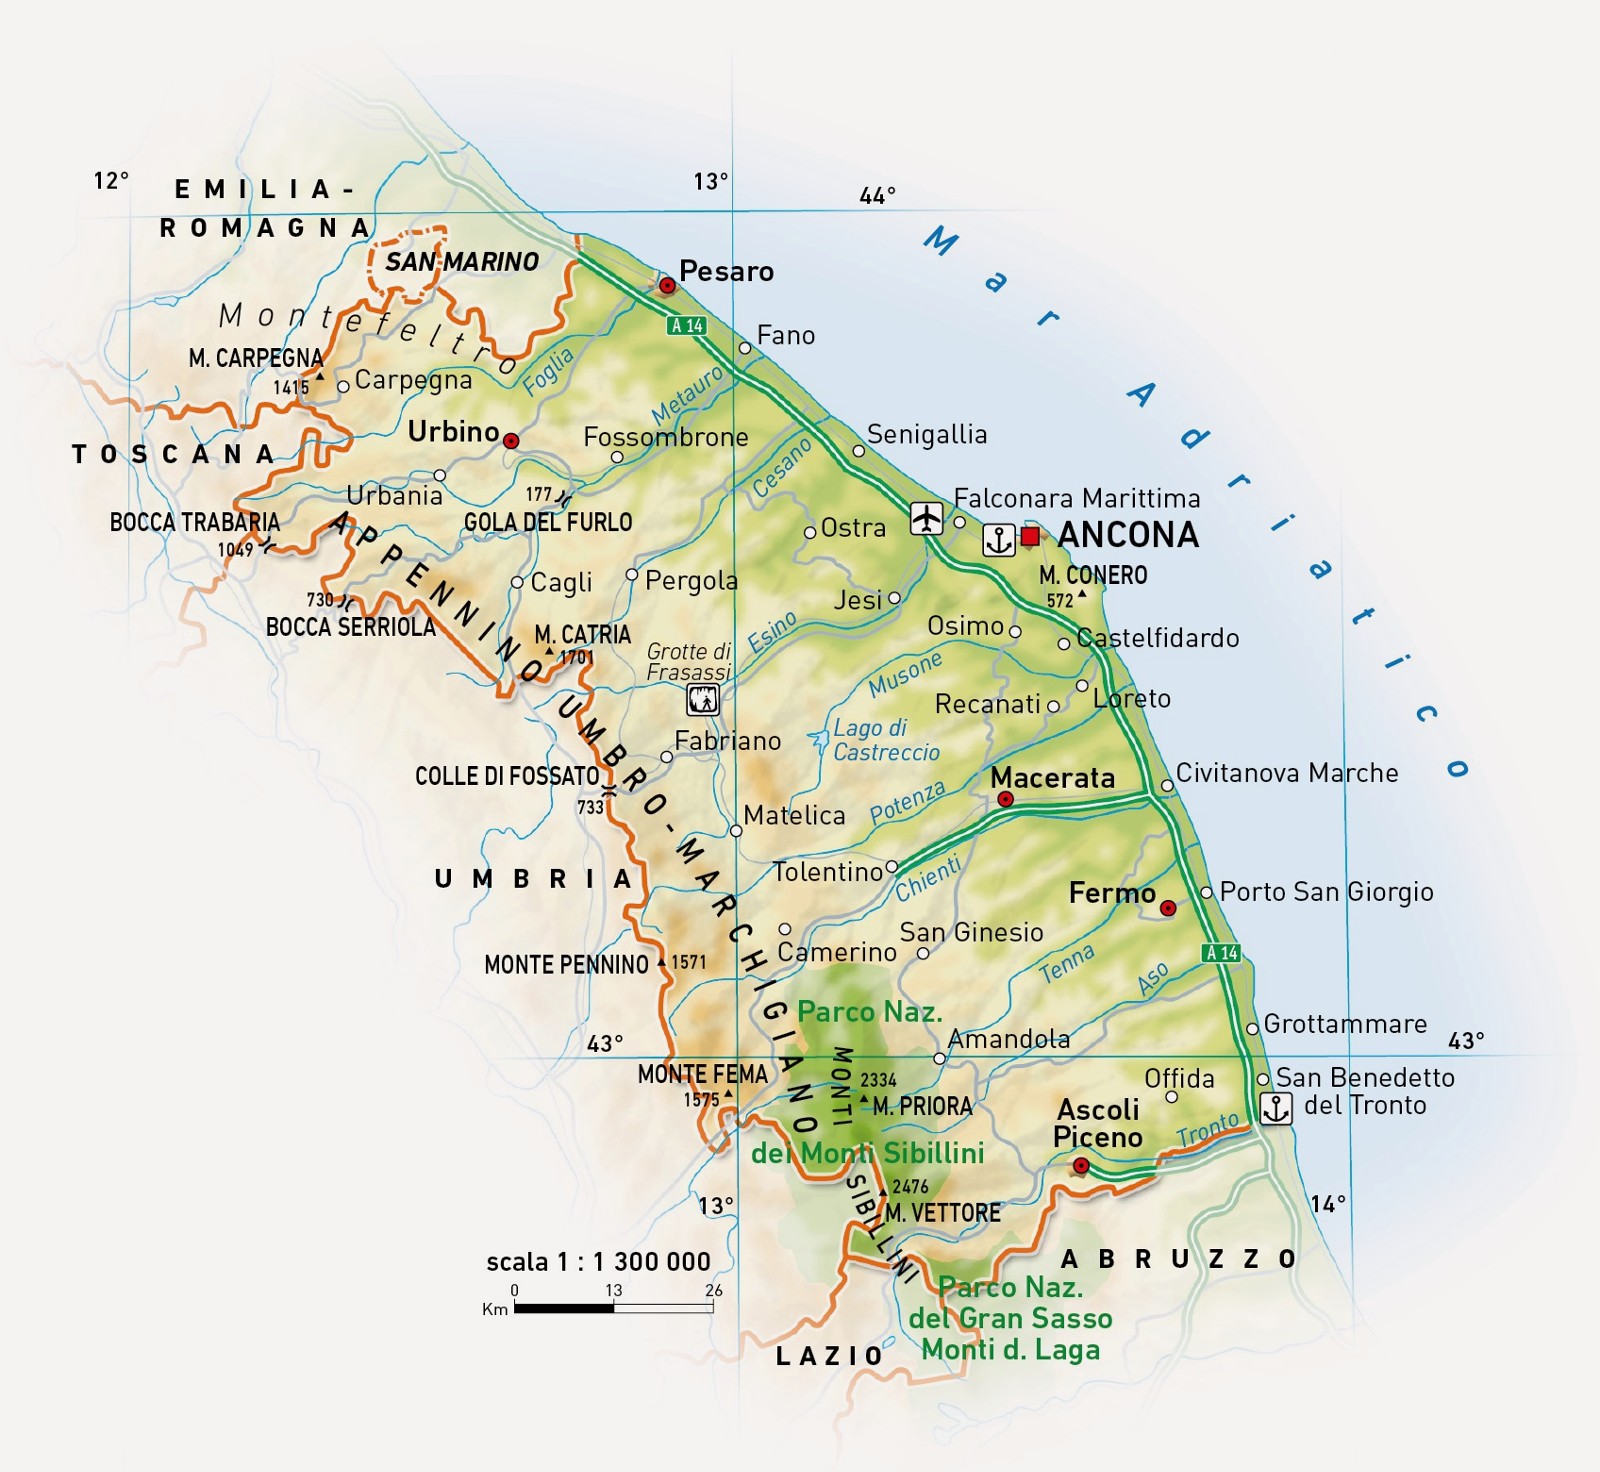 12°
13°
44°
EMILIA-
ROMAGNA
SAN MARINO
Mar Adriatico
Pesaro
Montefeltro
A 14
Fano
M. CARPEGNA
1415
Carpegna
Foglia
Metauro
Urbino
Fossombrone
Senigallia
TOSCANA
Cesano
Urbania
177
GOLA DEL FURLO
Falconara Marittima
BOCCA TRABARIA
1049
Ostra
ANCONA
APPENNINO UMBRO-MARCHIGIANO
Cagli
Pergola
M. CONERO
572
730
BOCCA SERRIOLA
Jesi
Esino
Osimo
Castelfidardo
M. CATRIA
1701
Grotte di
Frasassi
Musone
Recanati
Loreto
Lago di
Castreccio
Fabriano
COLLE DI FOSSATO
733
Macerata
Civitanova Marche
Potenza
Matelica
Tolentino
Chienti
UMBRIA
Fermo
Porto San Giorgio
Camerino
San Ginesio
MONTE PENNINO
1571
Tenna
Aso
A 14
Parco Naz.
dei Monti Sibillini
Grottammare
43°
43°
Amandola
MONTI SIBILLINI
MONTE FEMA
1575
2334
M. PRIORA
Offida
San Benedetto
del Tronto
Ascoli
Piceno
Tronto
2476
M. VETTORE
13°
14°
scala 1 : 1 300 000
0 13 26
Km
ABRUZZO
Parco Naz.
del Gran Sasso
Monti d. Laga
LAZIO